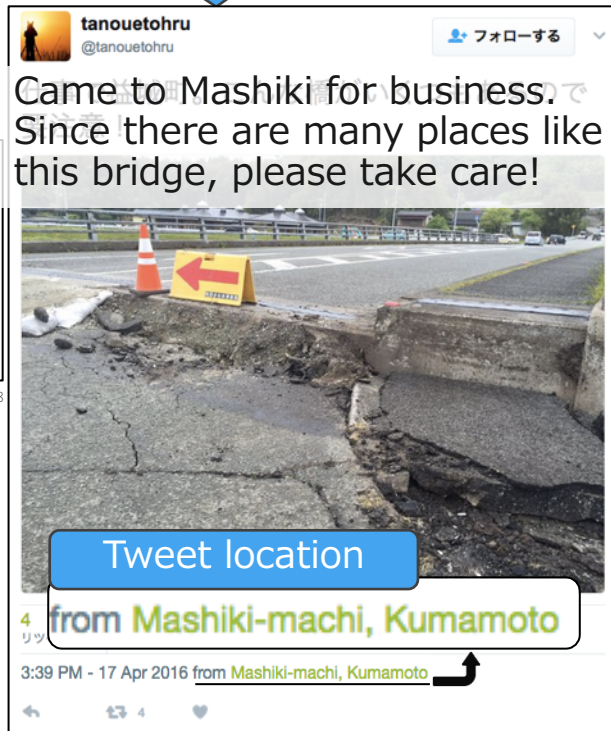 tanouetohru
@tanouetohru
フォローする
Came to Mashiki for business.
Since there are many places like
this bridge, please take care!
8
Tweet location
4
from Mashiki-machi, Kumamoto
3:39 PM - 17 Apr 2016 from Mashiki-machi, Kumamoto
4